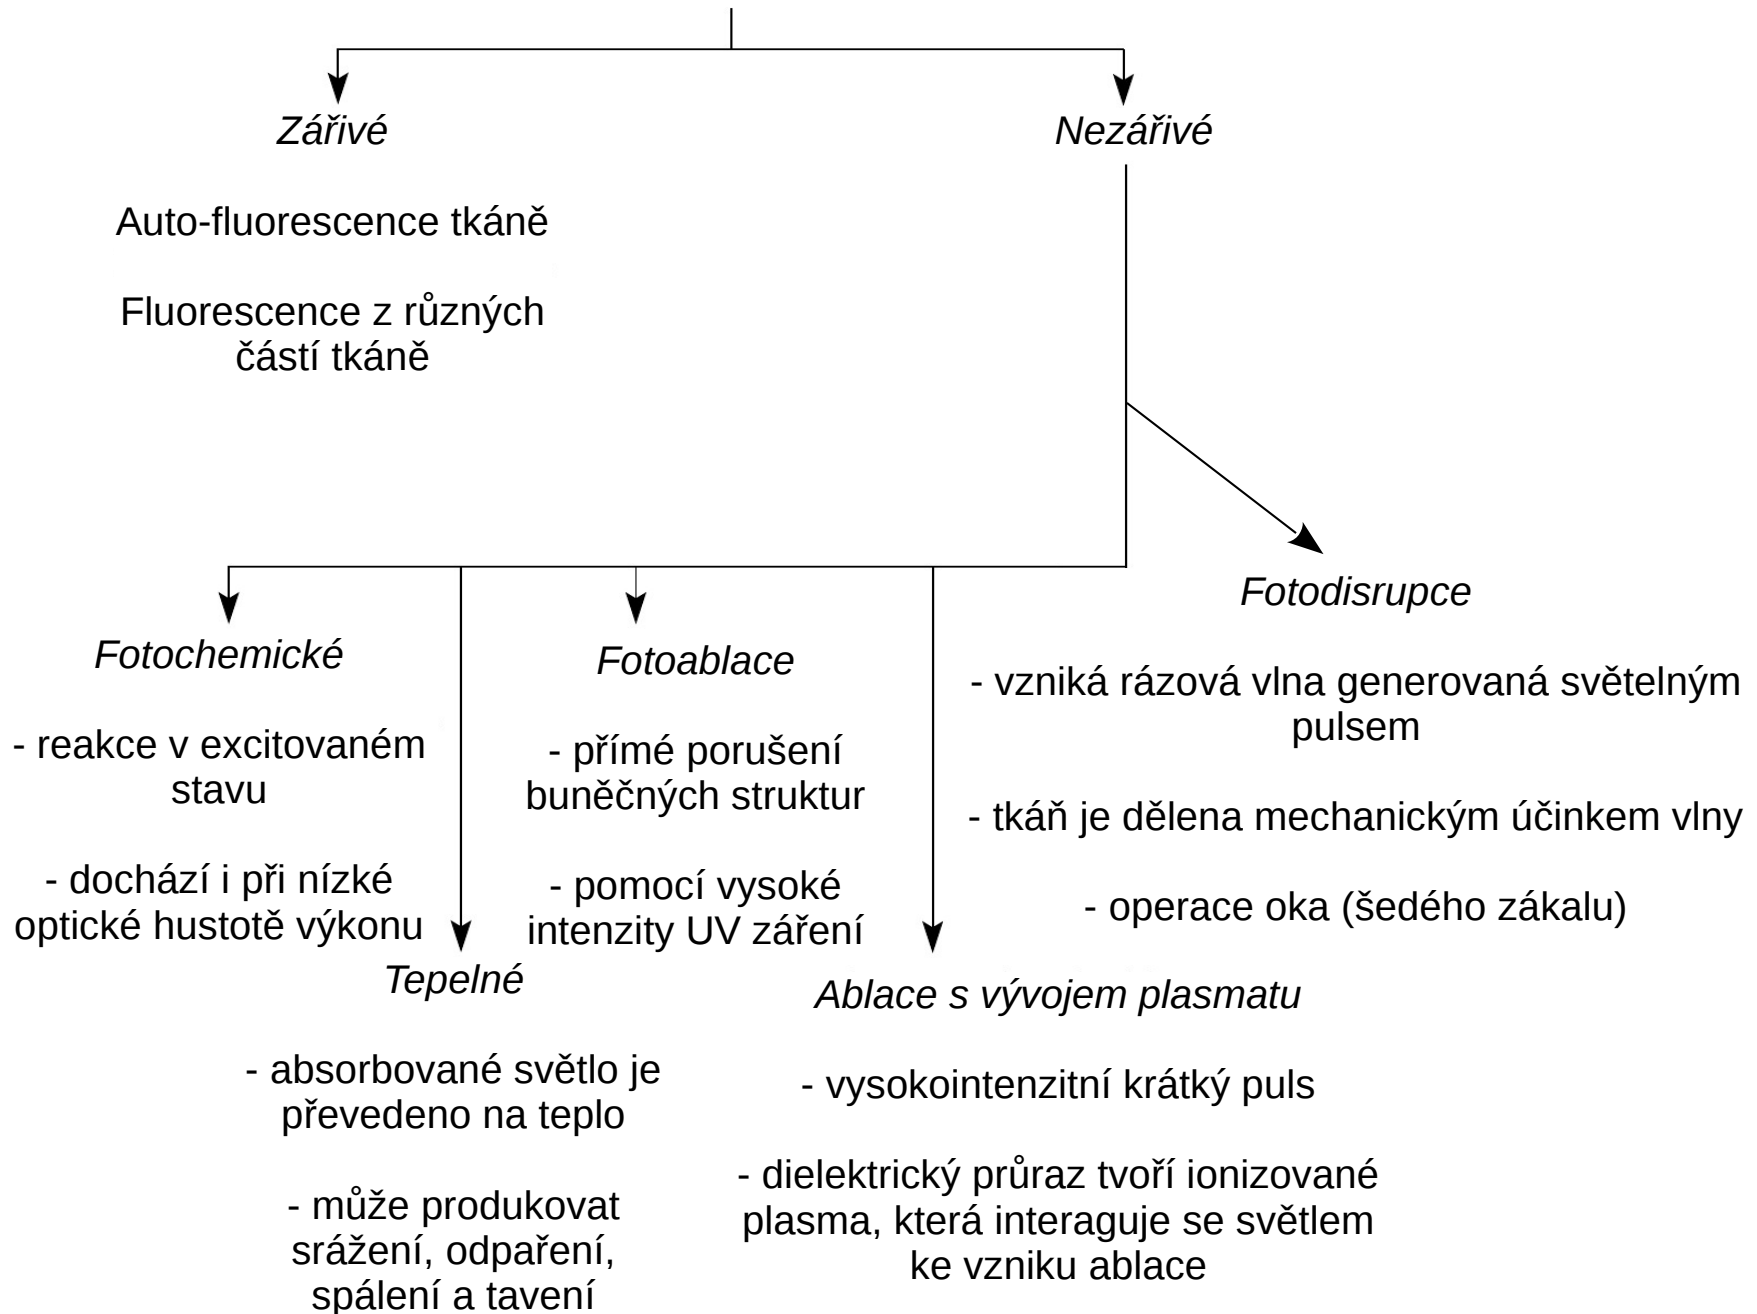 Zářivé
Nezářivé
Auto-fluorescence tkáně
Fluorescence z různých
částí tkáně
Fotochemické
- reakce v excitovaném
stavu
- dochází i při nízké
optické hustotě výkonu
Tepelné
- absorbované světlo je
převedeno na teplo
- může produkovat
srážení, odpaření,
spálení a tavení
Fotoablace
- přímé porušení
buněčných struktur
- pomocí vysoké
intenzity UV záření
Ablace s vývojem plasmatu
- vysokointenzitní krátký puls
- dielektrický průraz tvoří ionizované
plasma, která interaguje se světlem
ke vzniku ablace
Fotodisrupce
- vzniká rázová vlna generovaná světelným
pulsem
- tkáň je dělena mechanickým účinkem vlny
- operace oka (šedého zákalu)